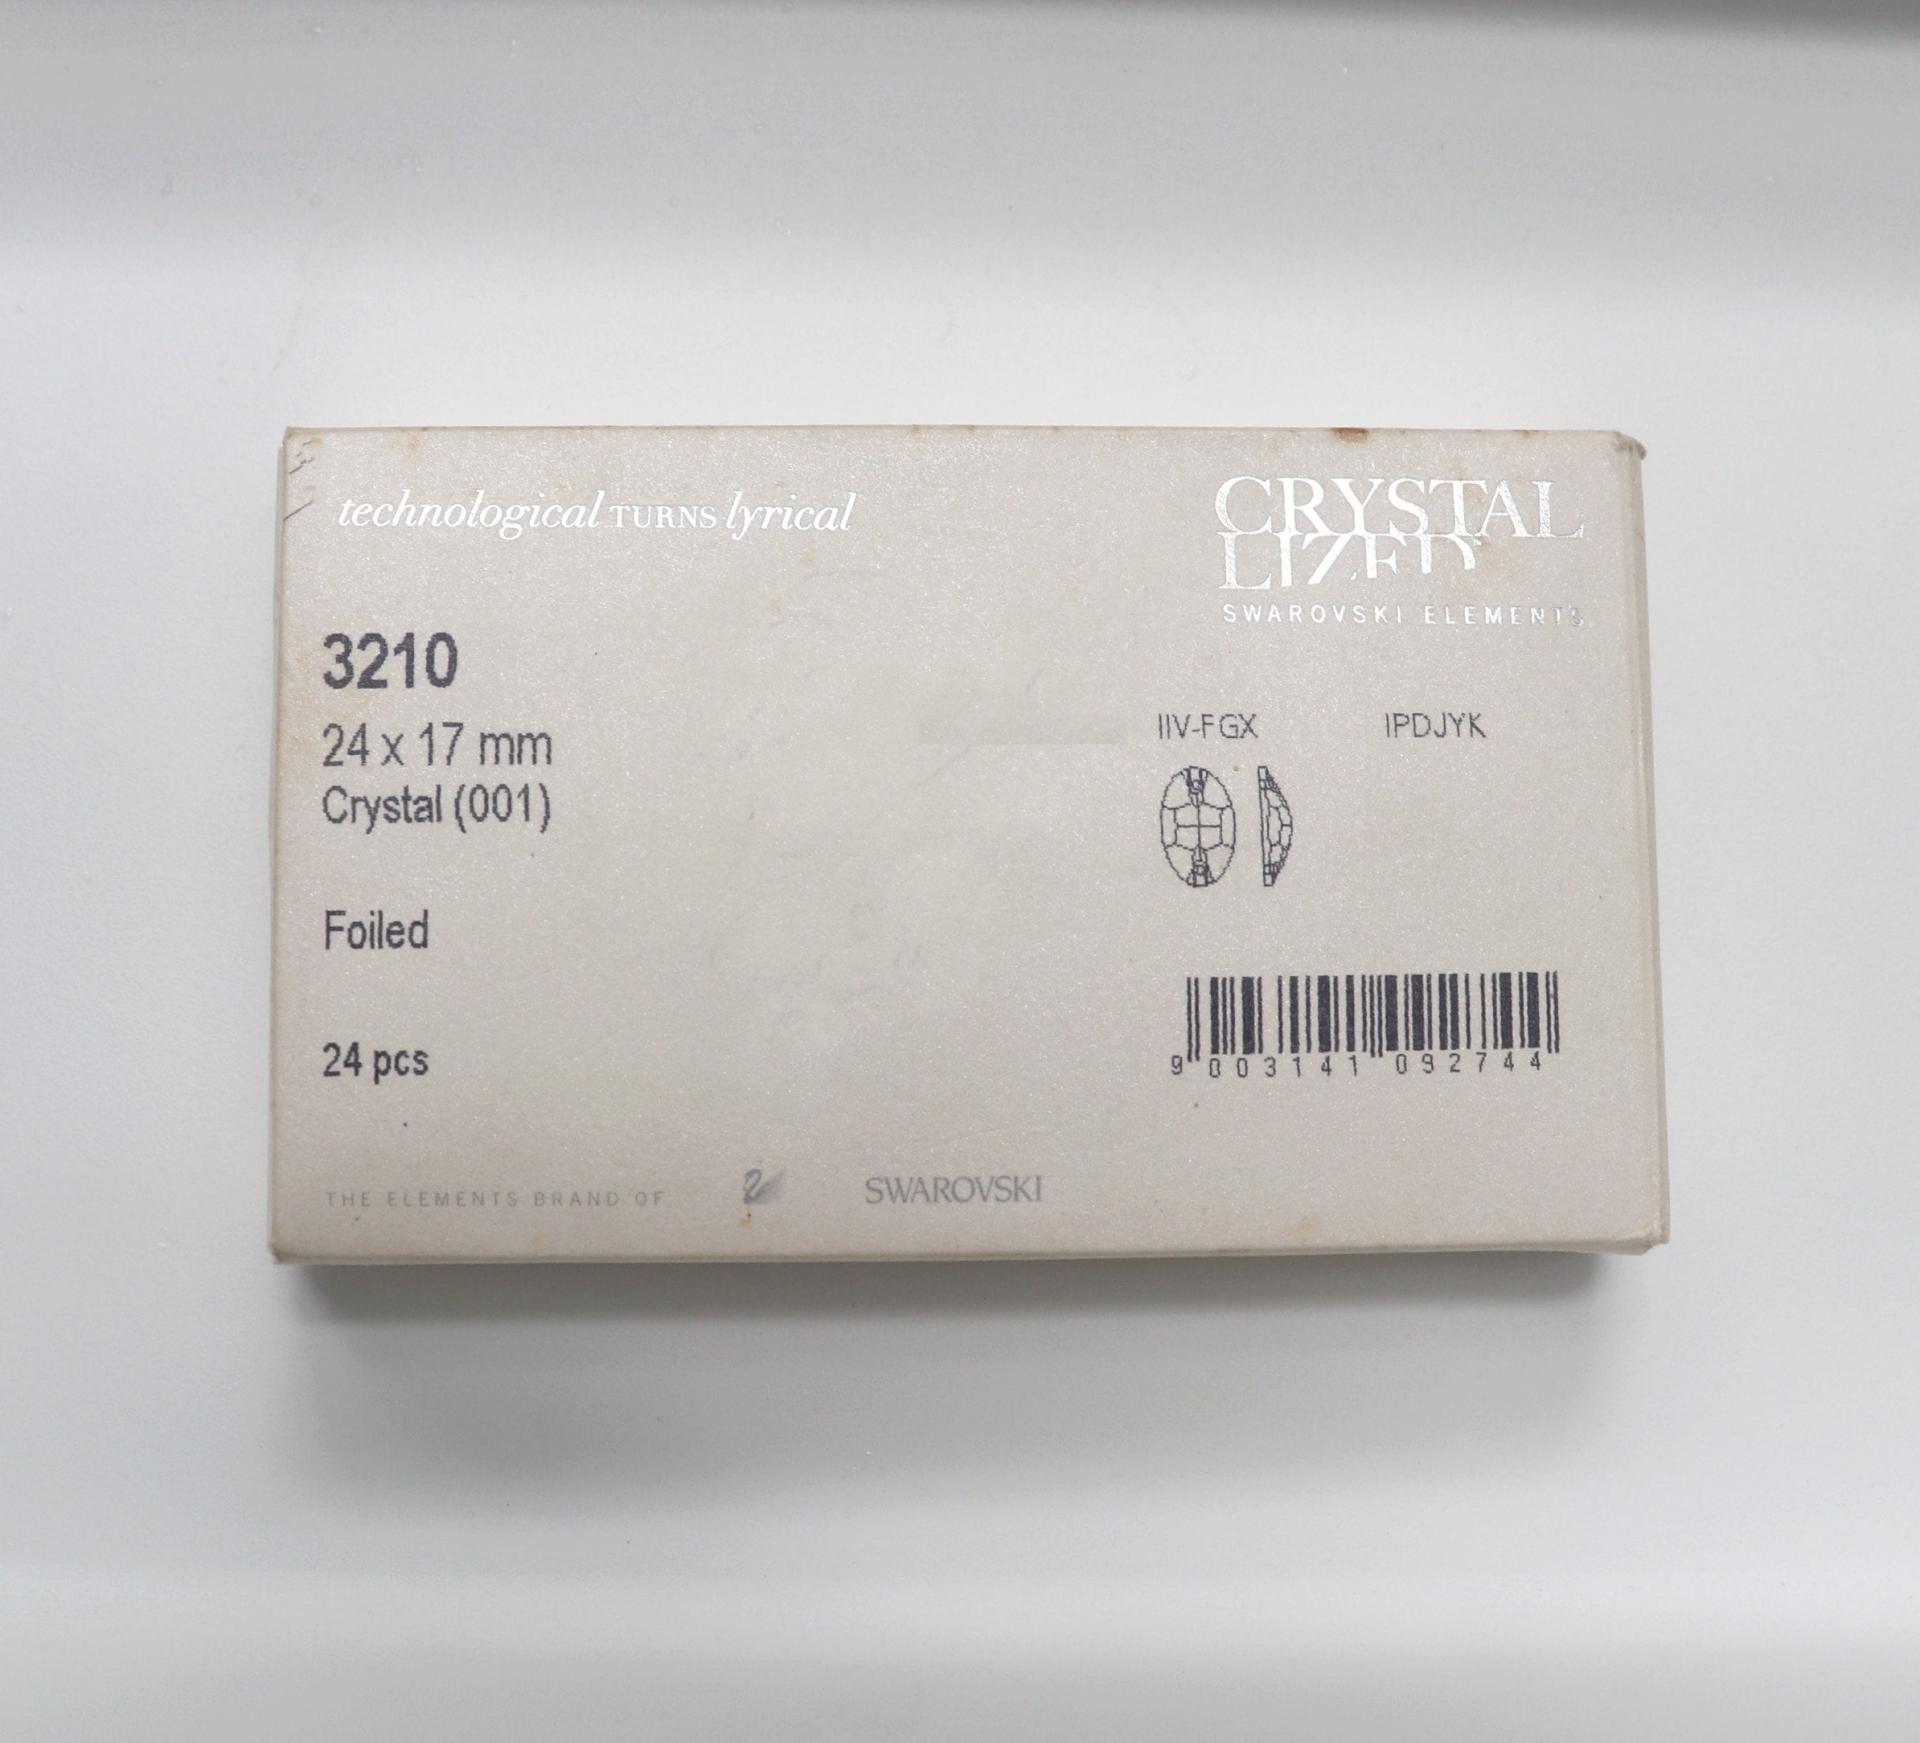 technological TURNS lyrical
CRYSTAL
LIZED
SWAROVSKI ELEMENTS
3210
24 x 17 mm
Crystal (001)
IIV-FGX IPDJYK
Foiled
24 pcs
9 003141 092744
THE ELEMENTS BRAND OF SWAROVSKI